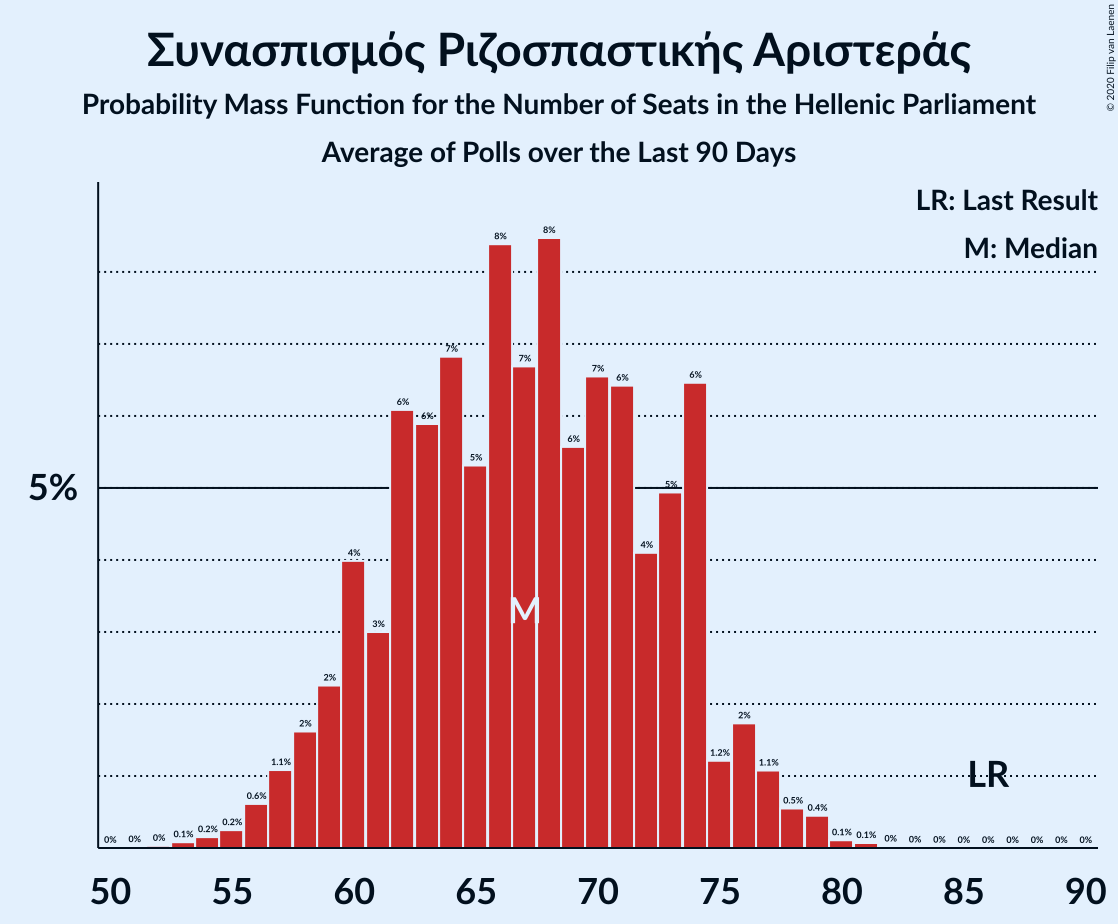 Συνασπισμός Ριζοσπαστικής Αριστεράς
Probability Mass Function for the Number of Seats in the Hellenic Parliament
Average of Polls over the Last 90 Days
© 2020 Filip van Laenen
LR: Last Result
M: Median
5%
0% 0% 0% 0.1% 0.2% 0.2% 0.6% 1.1% 2% 2% 4% 3% 6% 6% 7% 5% 8% 7% 8% 6% 7% 6% 4% 5% 6% 1.2% 2% 1.1% 0.5% 0.4% 0.1% 0.1% 0% 0% 0% 0% 0% 0% 0% 0% 0%
M
LR
50 55 60 65 70 75 80 85 90